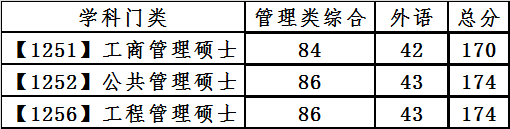 学科门类 管理类综合 外语 总分
【1251】工商管理硕士 84 42 170
【1252】公共管理硕士 86 43 174
【1256】工程管理硕士 86 43 174